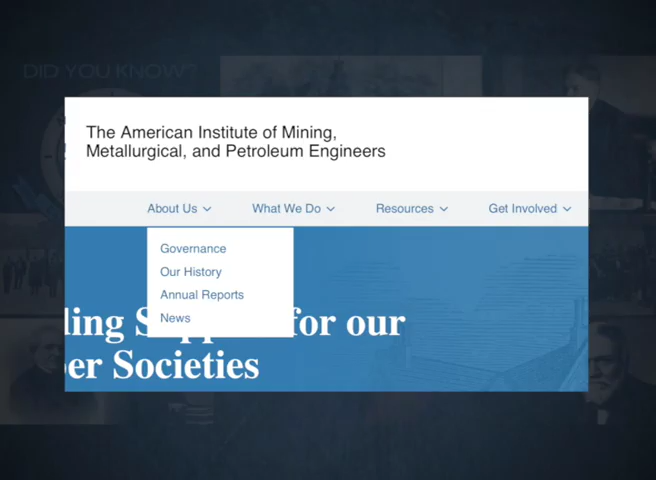 DID YOU KNOW?
The American Institute of Mining,
Metallurgical, and Petroleum Engineers
About Us What We Do Resources Get Involved
Governance
Our History
Annual Reports
News
for our
Societies